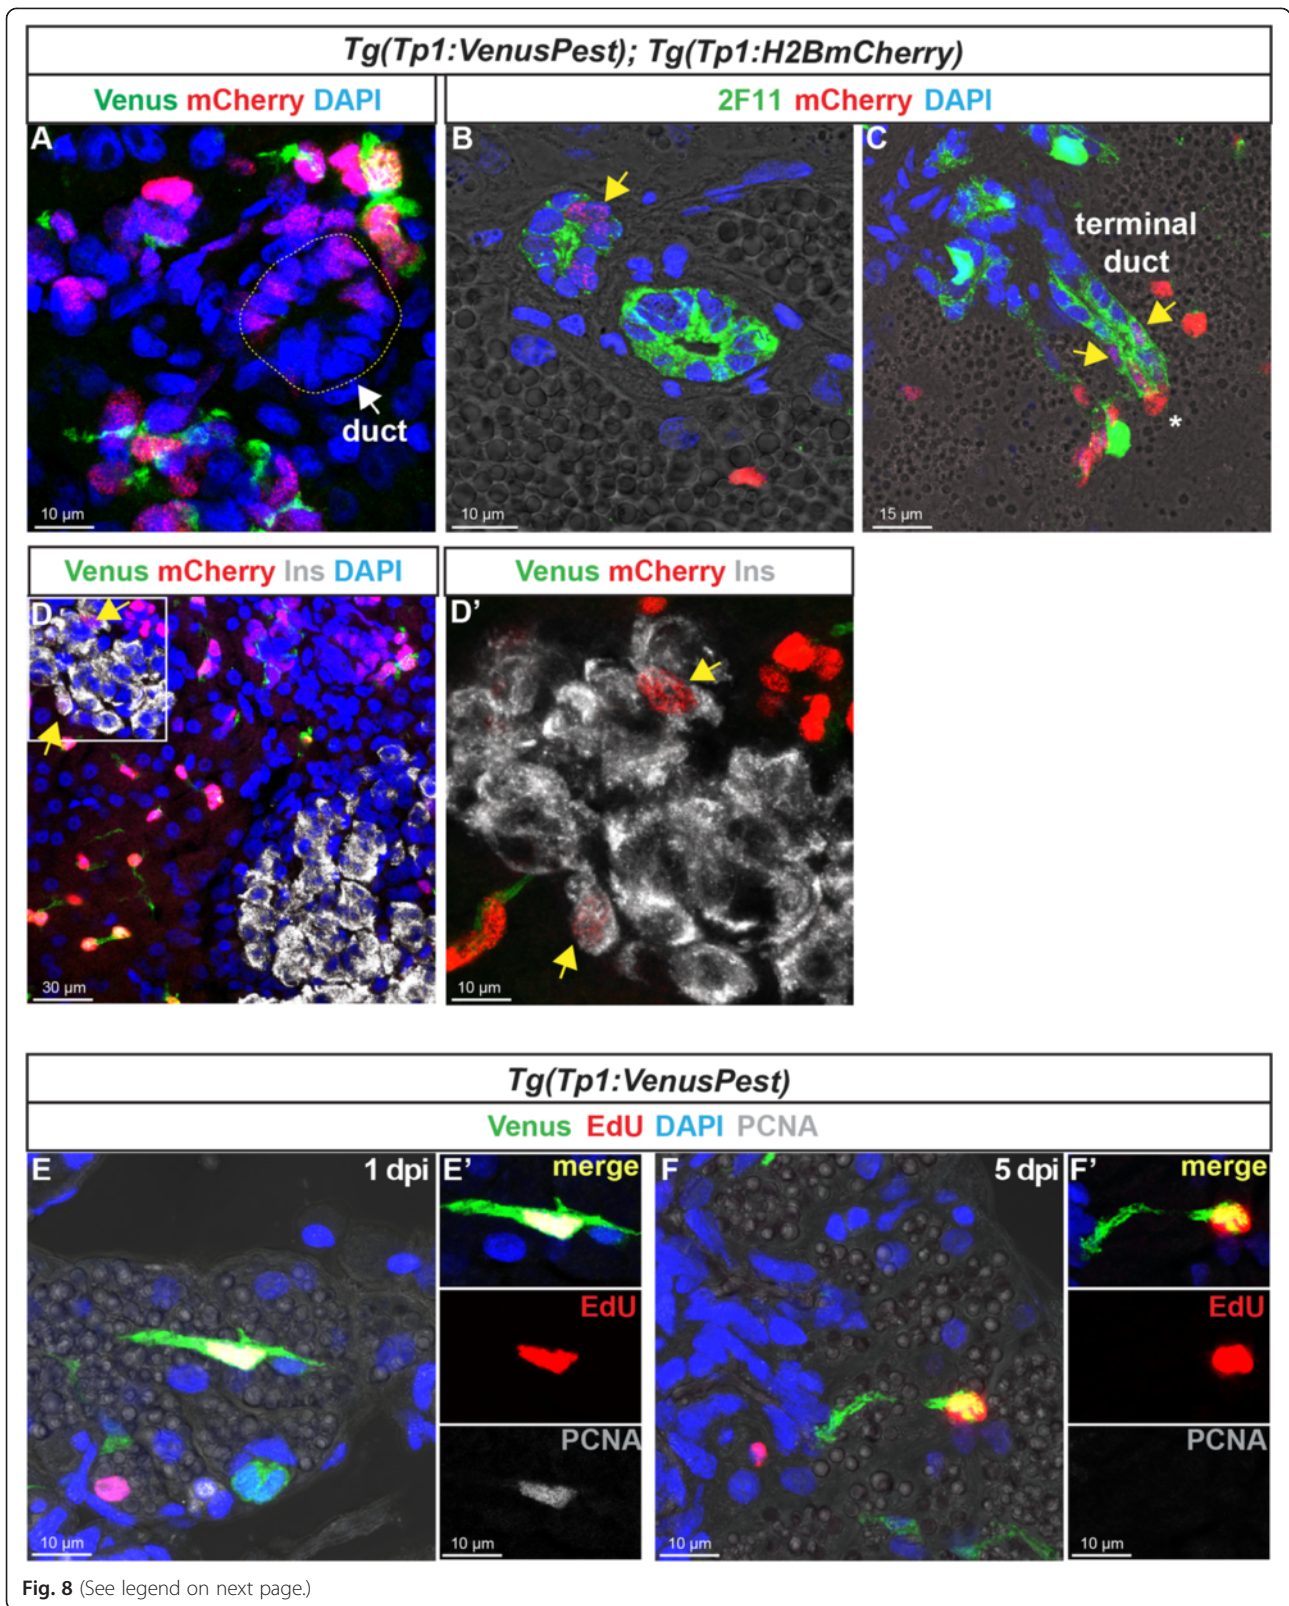 Tg(Tp1:VenusPest); Tg(Tp1:H2BmCherry)
Venus mCherry DAPI
2F11 mCherry DAPI
A
duct
10 µm
B
10 µm
C
terminal
duct
*
15 µm
Venus mCherry Ins DAPI
Venus mCherry Ins
D
30 µm
D'
10 µm
Tg(Tp1:VenusPest)
Venus EdU DAPI PCNA
E 1 dpi
10 µm
E' merge
EdU
PCNA
10 µm
F 5 dpi
10 µm
F' merge
EdU
PCNA
10 µm
Fig. 8 (See legend on next page.)